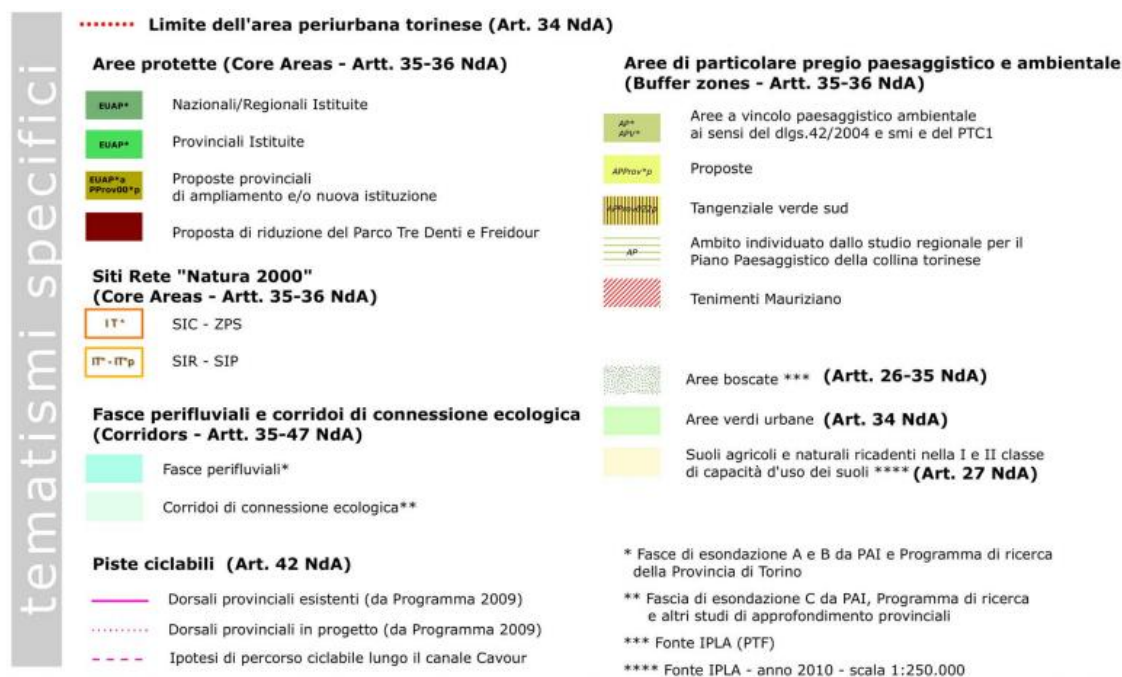 tematismi specifici
Limite dell'area periurbana torinese (Art. 34 NdA)
Aree protette (Core Areas - Artt. 35-36 NdA)
EUAP* Nazionali/Regionali Istituite
EUAP* Provinciali Istituite
EUAP*a
PProv00*p
Proposte provinciali
di ampliamento e/o nuova istituzione
Proposta di riduzione del Parco Tre Denti e Freidour
Siti Rete "Natura 2000"
(Core Areas - Artt. 35-36 NdA)
IT* SIC - ZPS
IT* - IT*p SIR - SIP
Fasce perifluviali e corridoi di connessione ecologica
(Corridors - Artt. 35-47 NdA)
Fasce perifluviali*
Corridoi di connessione ecologica**
Piste ciclabili (Art. 42 NdA)
Dorsali provinciali esistenti (da Programma 2009)
Dorsali provinciali in progetto (da Programma 2009)
Ipotesi di percorso ciclabile lungo il canale Cavour
Aree di particolare pregio paesaggistico e ambientale
(Buffer zones - Artt. 35-36 NdA)
AP*
APV*
Aree a vincolo paesaggistico ambientale
ai sensi del dlgs.42/2004 e smi e del PTC1
APProv*p Proposte
APProv002p Tangenziale verde sud
AP
Ambito individuato dallo studio regionale per il
Piano Paesaggistico della collina torinese
Tenimenti Mauriziano
Aree boscate *** (Artt. 26-35 NdA)
Aree verdi urbane (Art. 34 NdA)
Suoli agricoli e naturali ricadenti nella I e II classe
di capacità d'uso dei suoli **** (Art. 27 NdA)
* Fasce di esondazione A e B da PAI e Programma di ricerca
della Provincia di Torino
** Fascia di esondazione C da PAI, Programma di ricerca
e altri studi di approfondimento provinciali
*** Fonte IPLA (PTF)
**** Fonte IPLA - anno 2010 - scala 1:250.000